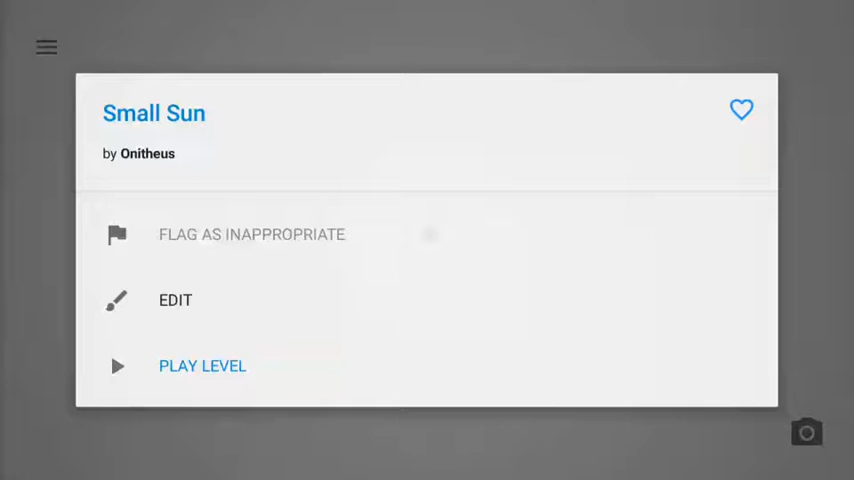 Small Sun
by Onitheus
FLAG AS INAPPROPRIATE
EDIT
PLAY LEVEL